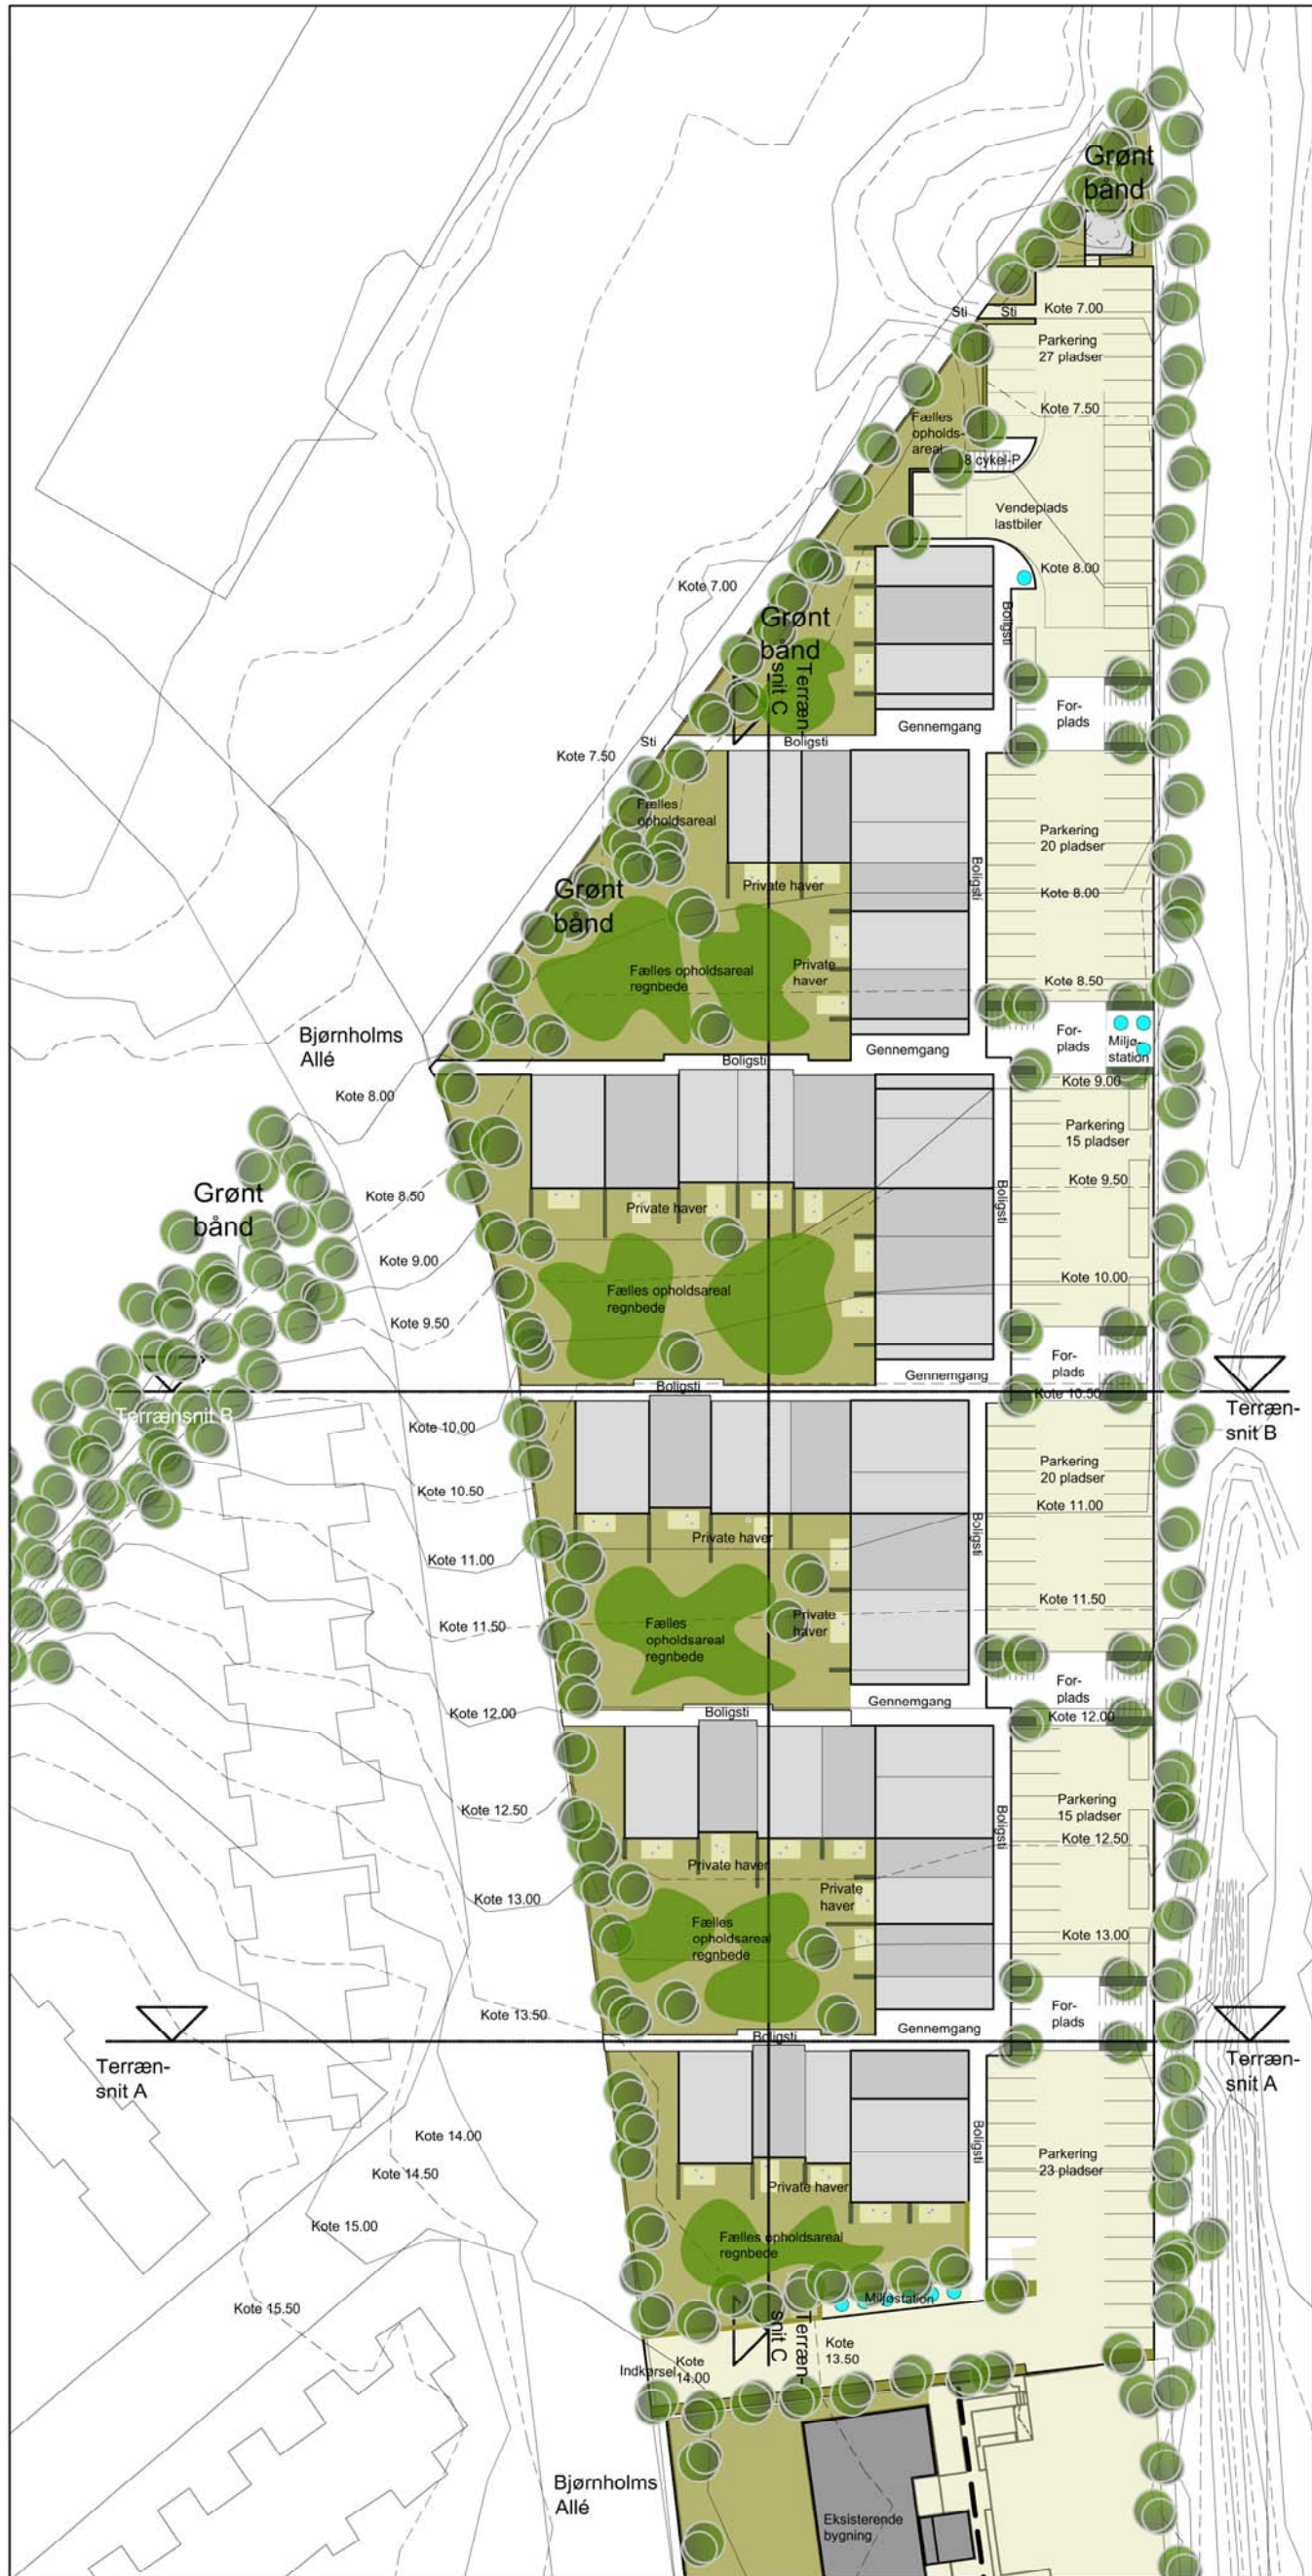 Grønt
bånd
Sti
Sti
Kote 7.00
Parkering
27 pladser
Kote 7.50
Fælles
opholds-
areal
8 cykel-P
Vendeplads
lastbiler
Kote 8.00
Kote 7.00
Boligsti
Grønt
bånd
Terræn-
snit C
For-
plads
Gennemgang
Sti
Boligsti
Kote 7.50
Fælles
opholdsareal
Parkering
20 pladser
Boligsti
Private haver
Kote 8.00
Grønt
bånd
Fælles opholdsareal
regnbede
Private
haver
Kote 8.50
Bjørnholms
Allé
For-
plads
Miljø-
station
Gennemgang
Boligsti
Kote 9.00
Kote 8.00
Parkering
15 pladser
Kote 9.50
Grønt
bånd
Kote 8.50
Private haver
Boligsti
Kote 9.00
Kote 10.00
Fælles opholdsareal
regnbede
Kote 9.50
For-
plads
Gennemgang
Boligsti
Kote 10.50
Terrænsnit B
Terræn-
snit B
Kote 10.00
Parkering
20 pladser
Kote 10.50
Kote 11.00
Private haver
Boligsti
Kote 11.00
Kote 11.50
Private
haver
Fælles
opholdsareal
regnbede
Kote 11.50
For-
plads
Gennemgang
Kote 12.00
Boligsti
Kote 12.00
Parkering
15 pladser
Kote 12.50
Boligsti
Kote 12.50
Private haver
Private
haver
Kote 13.00
Fælles
opholdsareal
regnbede
Kote 13.00
Kote 13.50
For-
plads
Gennemgang
Boligsti
Terræn-
snit A
Terræn-
snit A
Kote 14.00
Boligsti
Parkering
23 pladser
Kote 14.50
Private haver
Kote 15.00
Fælles opholdsareal
regnbede
Kote 15.50
Miljøstation
Terræn-
snit C
Kote
13.50
Kote
14.00
Indkørsel
Bjørnholms
Allé
Eksisterende
bygning